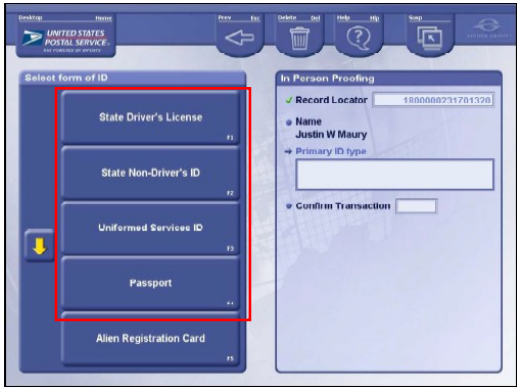 Desktop Home Prev Esc Delete Del Help Hlp Susp
UNITED STATES
POSTAL SERVICE
Select form of ID
State Driver's License
F1
State Non-Driver's ID
F2
Uniformed Services ID
F3
Passport
F4
Alien Registration Card
F5
In Person Proofing
Record Locator 1800000231701320
Name
Justin W Maury
Primary ID type
Confirm Transaction